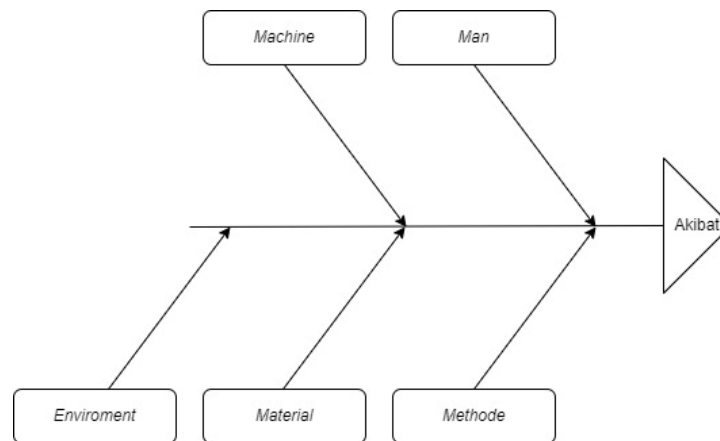 Machine
Man
Akibat
Enviroment
Material
Methode